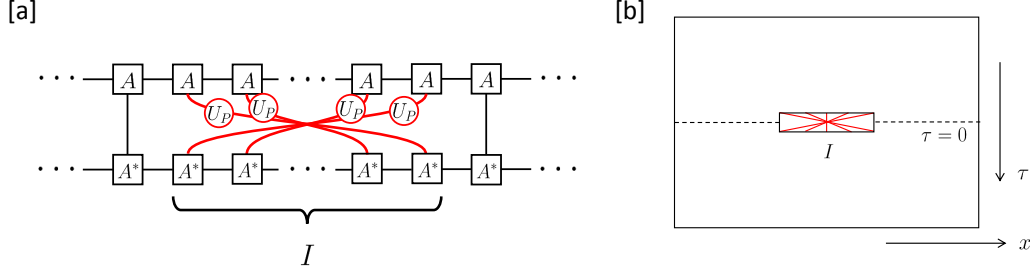 [a]
··· A A A ··· A A A ···
U_P U_P U_P U_P
··· A* A* A* ··· A* A* A* ···
I
[b]
I
τ = 0
τ
x